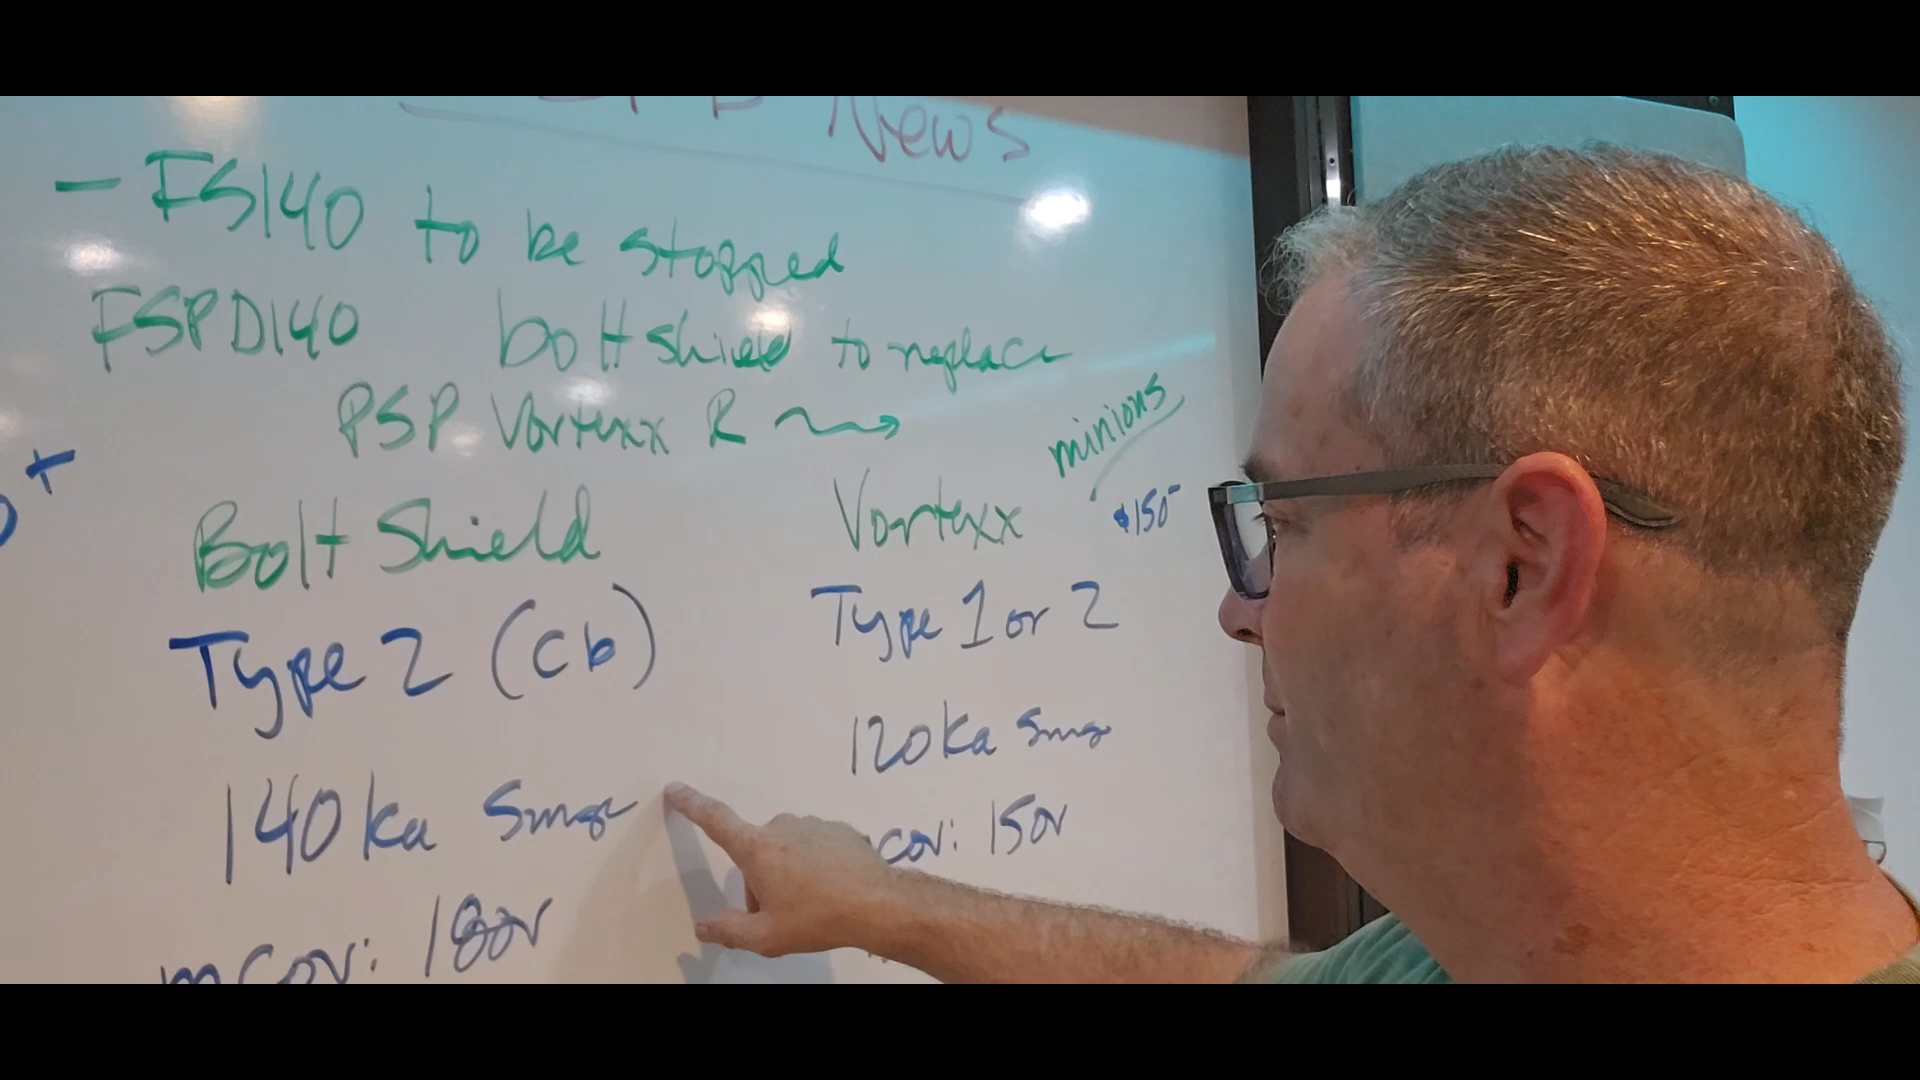 News
- FS140 to be stopped
FSPD140 bolt shield to replace
PSP Vortexx R
minions
Bolt Shield
Vortexx
$150
Type 2 (cb)
Type 1 or 2
140ka Surge
120ka Surge
mcov: 180v
mcov: 150v